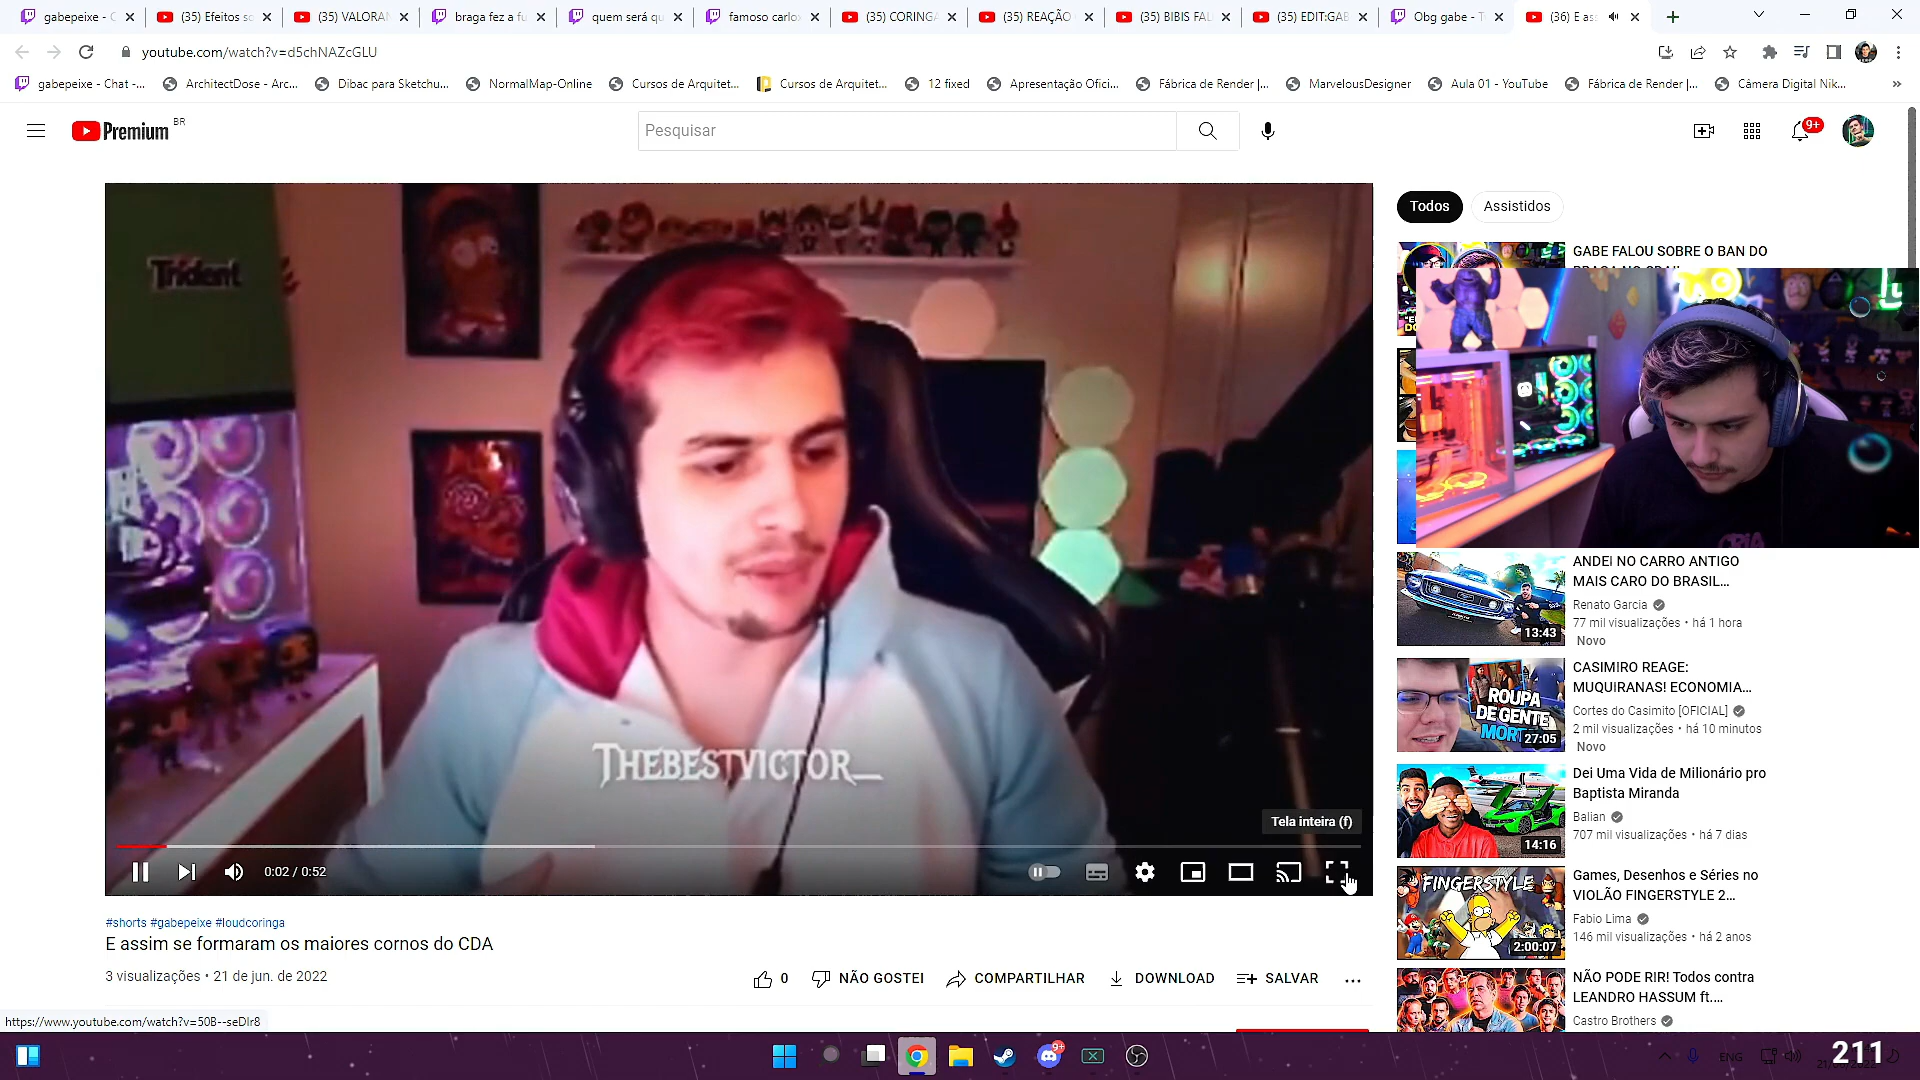 gabepeixe - C
(35) Efeitos so
(35) VALORAN
braga fez a fu
quem será qu
famoso carlo
(35) CORINGA
(35) REAÇÃO
(35) BIBIS FAL
(35) EDIT:GAB
Obg gabe - T
(36) E as
youtube.com/watch?v=d5chNAZcGLU
gabepeixe - Chat -...
ArchitectDose - Arc...
Dibac para Sketchu...
NormalMap-Online
Cursos de Arquitet...
Cursos de Arquitet...
12 fixed
Apresentação Ofici...
Fábrica de Render |...
MarvelousDesigner
Aula 01 - YouTube
Fábrica de Render |...
Câmera Digital Nik...
»
Premium BR
Pesquisar
9+
Trident
THEBESTVICTOR_
Tela inteira (f)
0:02 / 0:52
#shorts #gabepeixe #loudcoringa
E assim se formaram os maiores cornos do CDA
3 visualizações • 21 de jun. de 2022
0
NÃO GOSTEI
COMPARTILHAR
DOWNLOAD
SALVAR
Todos
Assistidos
GABE FALOU SOBRE O BAN DO
ANDEI NO CARRO ANTIGO
MAIS CARO DO BRASIL...
Renato Garcia
77 mil visualizações • há 1 hora
Novo
13:43
CASIMIRO REAGE:
MUQUIRANAS! ECONOMIA...
Cortes do Casimito [OFICIAL]
2 mil visualizações • há 10 minutos
Novo
ROUPA
DE GENTE
MORT
27:05
Dei Uma Vida de Milionário pro
Baptista Miranda
Balian
707 mil visualizações • há 7 dias
14:16
Games, Desenhos e Séries no
VIOLÃO FINGERSTYLE 2...
Fabio Lima
146 mil visualizações • há 2 anos
FINGERSTYLE
2:00:07
NÃO PODE RIR! Todos contra
LEANDRO HASSUM ft....
Castro Brothers
https://www.youtube.com/watch?v=50B--seDIr8
9+
ENG
211